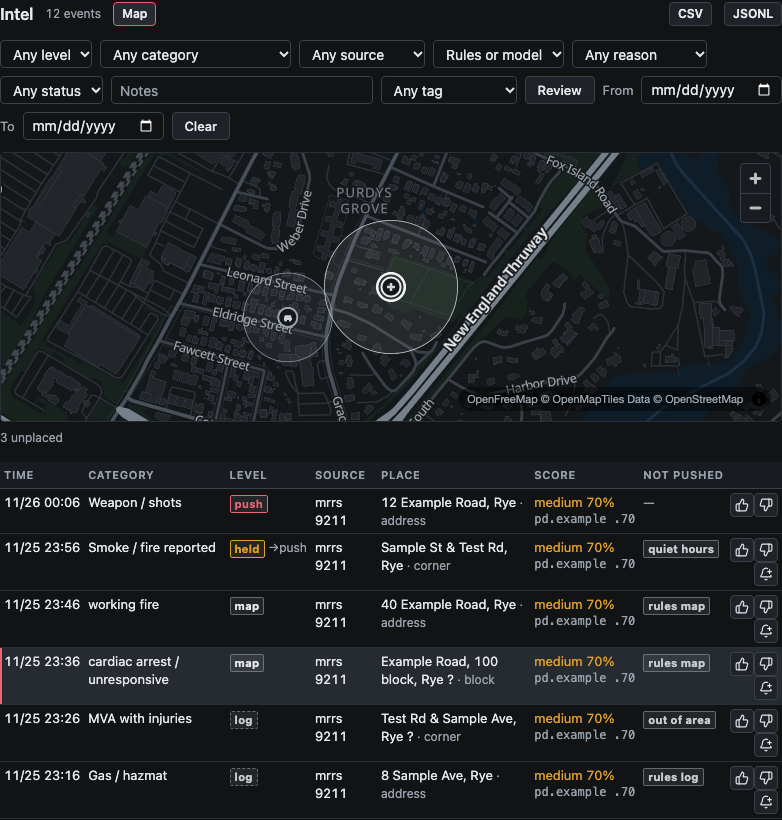 Intel 12 events Map CSV JSONL
Any level Any category Any source Rules or model Any reason
Any status Notes Any tag Review From mm/dd/yyyy
To mm/dd/yyyy Clear
Fox Island Road
PURDYS
GROVE
Weber Drive
Leonard Street
Eldridge Street
New England Thruway
Fawcett Street
Harbor Drive
South
OpenFreeMap © OpenMapTiles Data © OpenStreetMap
3 unplaced
TIME CATEGORY LEVEL SOURCE PLACE SCORE NOT PUSHED
11/26 00:06 Weapon / shots push mrrs 12 Example Road, Rye · medium 70% —
9211 address pd.example .70
11/25 23:56 Smoke / fire reported held →push mrrs Sample St & Test Rd, medium 70% quiet hours
9211 Rye · corner pd.example .70
11/25 23:46 working fire map mrrs 40 Example Road, Rye · medium 70% rules map
9211 address pd.example .70
11/25 23:36 cardiac arrest / map mrrs Example Road, 100 medium 70% rules map
unresponsive 9211 block, Rye ? · block pd.example .70
11/25 23:26 MVA with injuries log mrrs Test Rd & Sample Ave, medium 70% out of area
9211 Rye ? · corner pd.example .70
11/25 23:16 Gas / hazmat log mrrs 8 Sample Ave, Rye · medium 70% rules log
9211 address pd.example .70